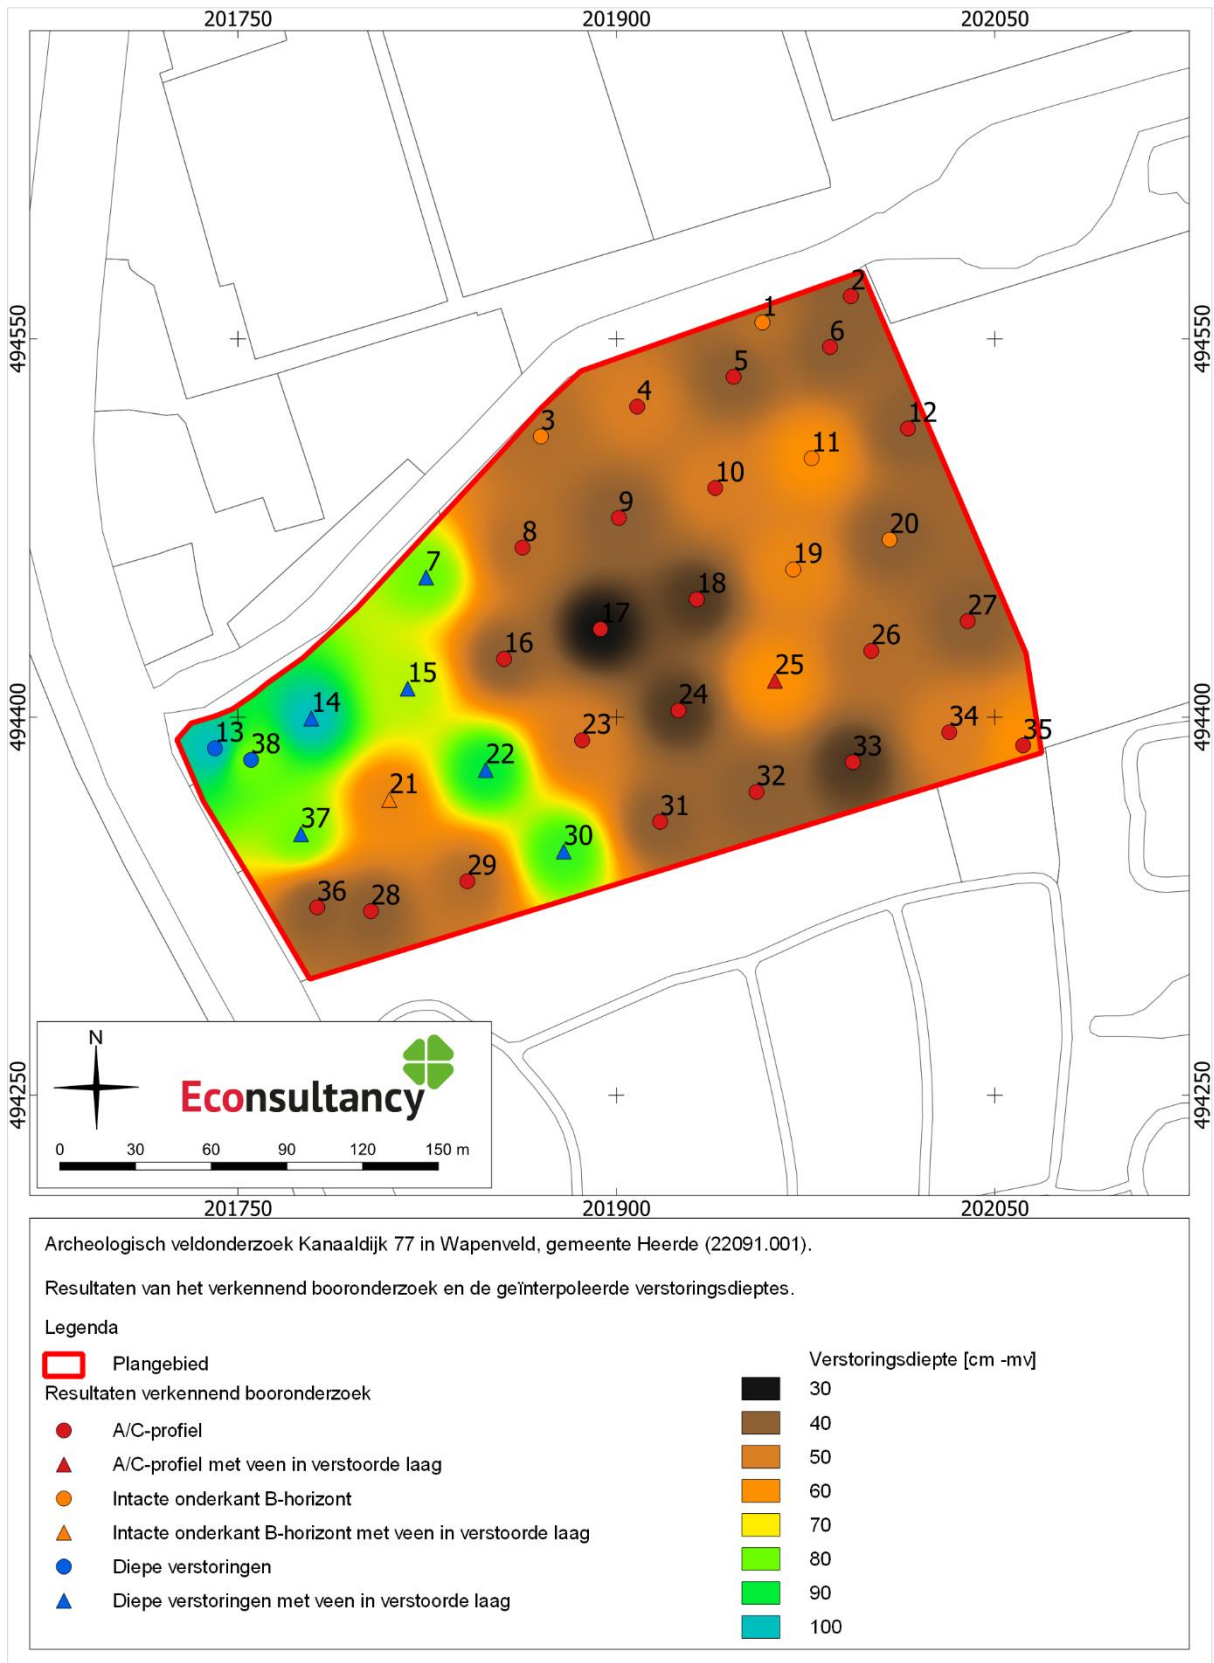 201750 201900 202050
2
1
6
494550 494550
5
4
12
3
11
10
9
20
8
19
7
18
27
17
26
16
25
15
24
494400 494400
14 34
13 23 35
38
22 33
21 32
31
37
30
29
36 28
N
Econsultancy
494250 494250
0 30 60 90 120 150 m
201750 201900 202050
Archeologisch veldonderzoek Kanaaldijk 77 in Wapenveld, gemeente Heerde (22091.001).
Resultaten van het verkennend booronderzoek en de geïnterpoleerde verstoringsdieptes.
Legenda
Plangebied
Resultaten verkennend booronderzoek
A/C-profiel
A/C-profiel met veen in verstoorde laag
Intacte onderkant B-horizont
Intacte onderkant B-horizont met veen in verstoorde laag
Diepe verstoringen
Diepe verstoringen met veen in verstoorde laag
Verstoringsdiepte [cm -mv]
30
40
50
60
70
80
90
100